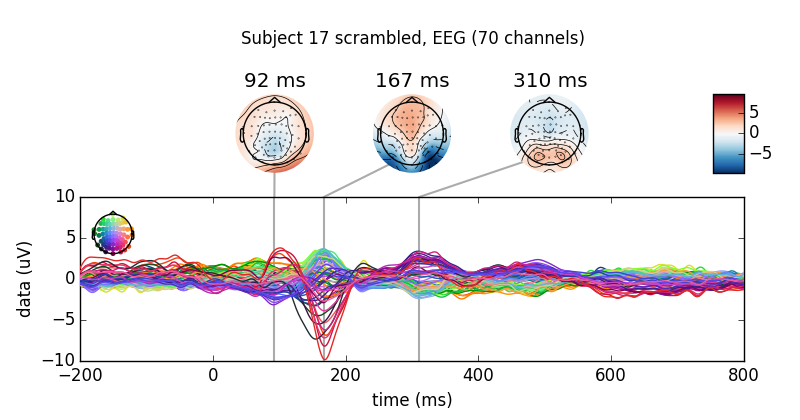 Subject 17 scrambled, EEG (70 channels)
92 ms 167 ms 310 ms
5
0
−5
10
5
0
−5
−10
data (uV)
−200 0 200 400 600 800
time (ms)